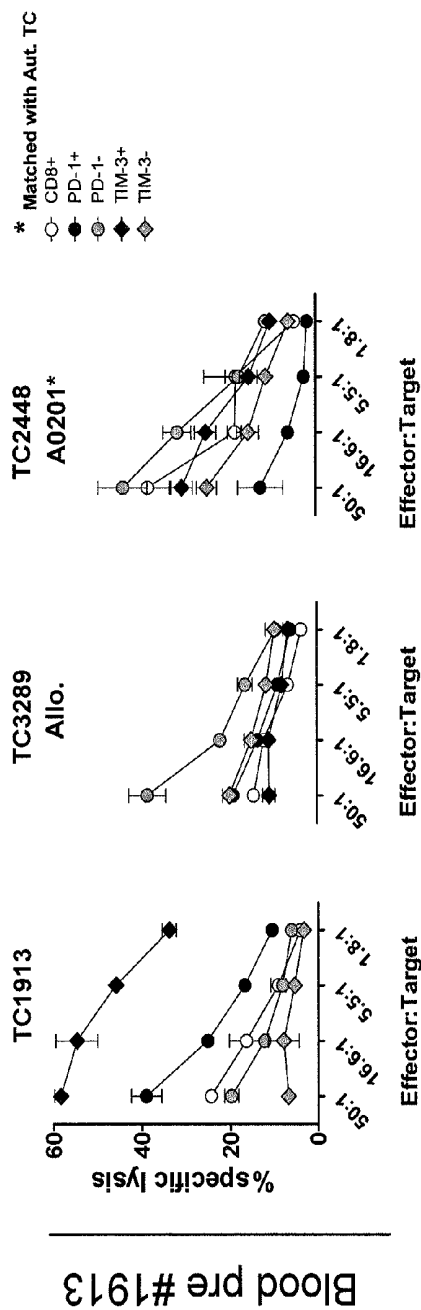 Blood pre #1913
% specific lysis
60
40
20
0
TC1913
50:1
16.6:1
5.5:1
1.8:1
Effector:Target
TC3289
Allo.
50:1
16.6:1
5.5:1
1.8:1
Effector:Target
TC2448
A0201*
50:1
16.6:1
5.5:1
1.8:1
Effector:Target
* Matched with Aut. TC
CD8+
PD-1+
PD-1-
TIM-3+
TIM-3-